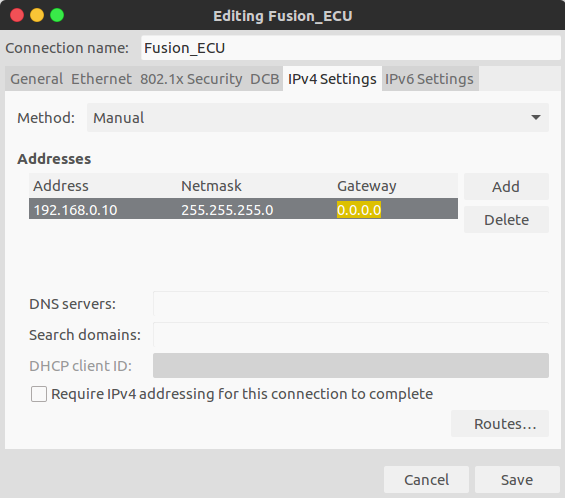 Editing Fusion_ECU
Connection name: Fusion_ECU
General Ethernet 802.1x Security DCB IPv4 Settings IPv6 Settings
Method: Manual
Addresses
Address Netmask Gateway Add
192.168.0.10 255.255.255.0 0.0.0.0
Delete
DNS servers:
Search domains:
DHCP client ID:
Require IPv4 addressing for this connection to complete
Routes...
Cancel Save